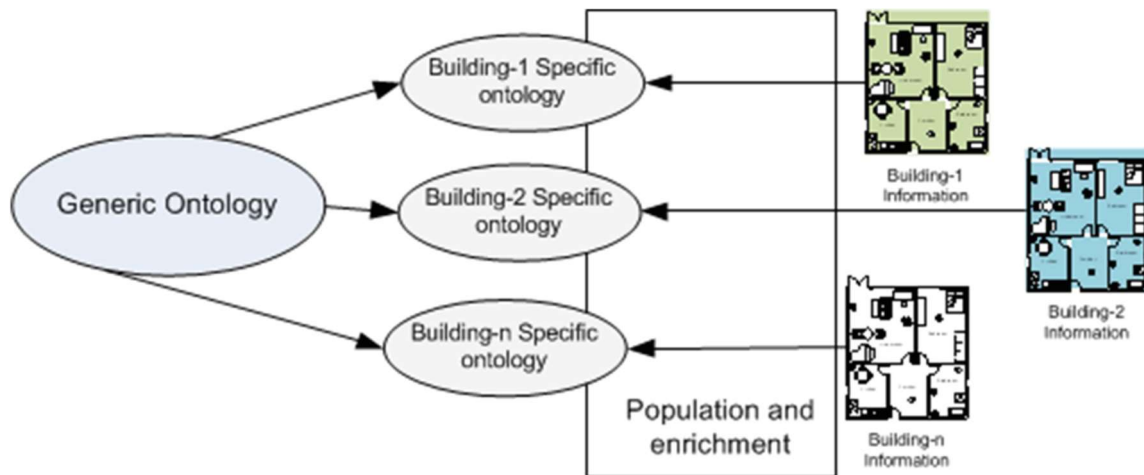 Building-1 Specific
ontology
Generic Ontology
Building-2 Specific
ontology
Building-n Specific
ontology
Population and
enrichment
Building-1
Information
Building-2
Information
Building-n
Information